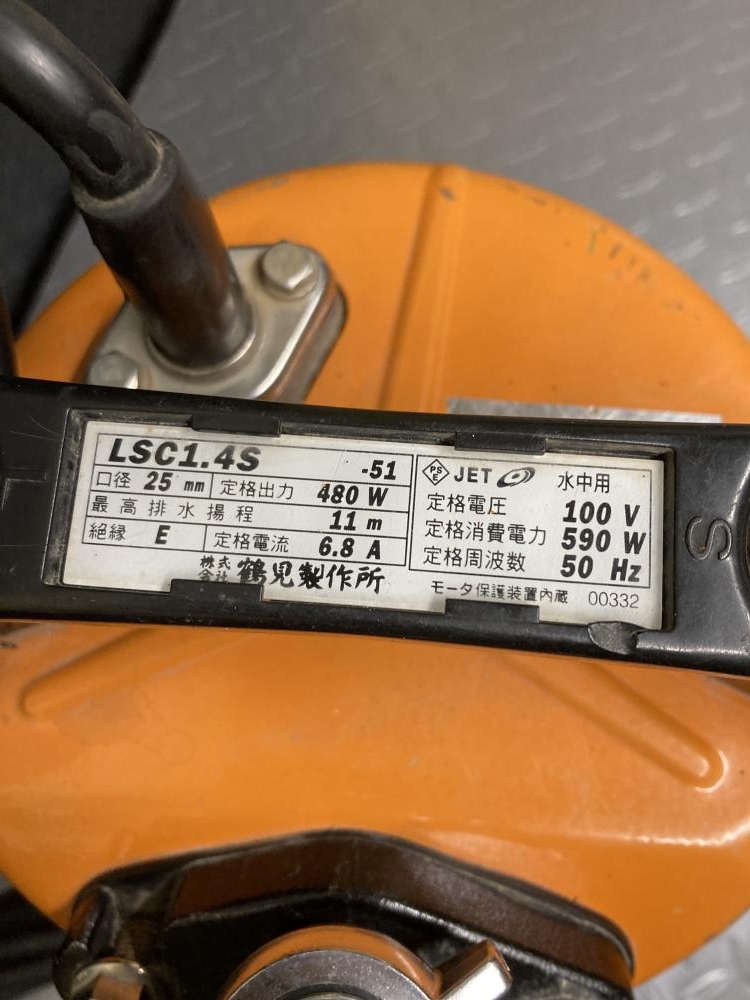 LSC1.4S -51
口径 25 mm 定格出力 480 W
最高排水揚程 11 m
絶縁 E 定格電流 6.8 A
株式会社 鶴見製作所
PSE JET 水中用
定格電圧 100 V
定格消費電力 590 W
定格周波数 50 Hz
モータ保護装置内蔵 00332
S